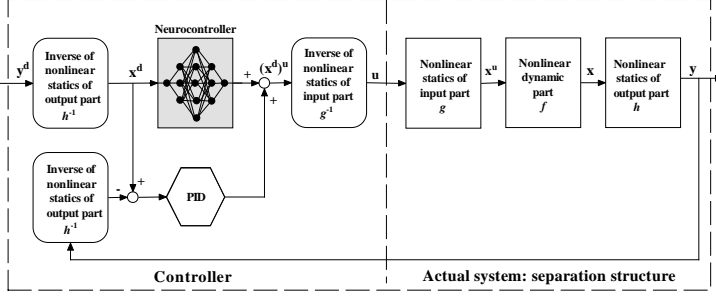 Neurocontroller
y^d
Inverse of
nonlinear
statics of
output part
h^-1
x^d
+
(x^d)^u
+
Inverse of
nonlinear
statics of
input part
g^-1
u
Nonlinear
statics of
input part
g
x^u
Nonlinear
dynamic
part
f
x
Nonlinear
statics of
output part
h
y
Inverse of
nonlinear
statics of
output part
h^-1
-
+
PID
Controller
Actual system: separation structure